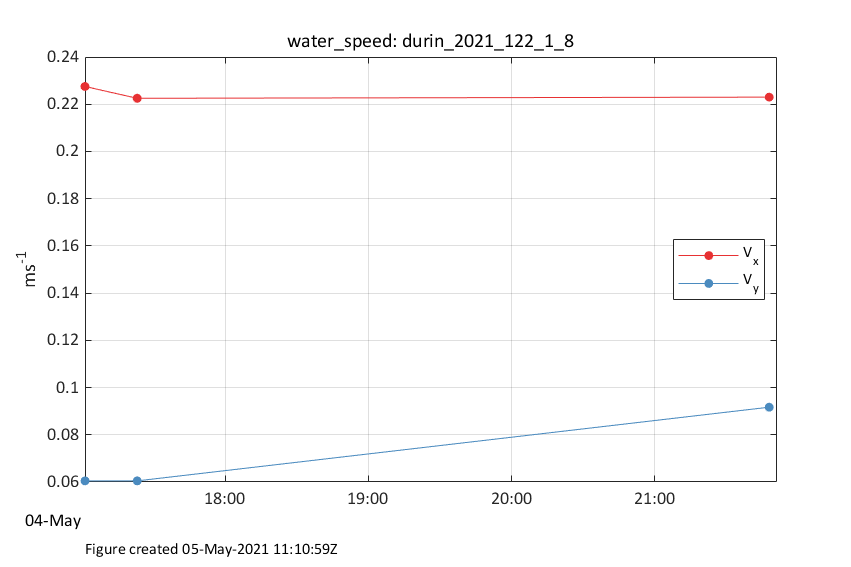 water_speed: durin_2021_122_1_8
0.24
0.22
0.2
0.18
0.16
0.14
0.12
0.1
0.08
0.06
ms-1
Vx
Vy
18:00 19:00 20:00 21:00
04-May
Figure created 05-May-2021 11:10:59Z